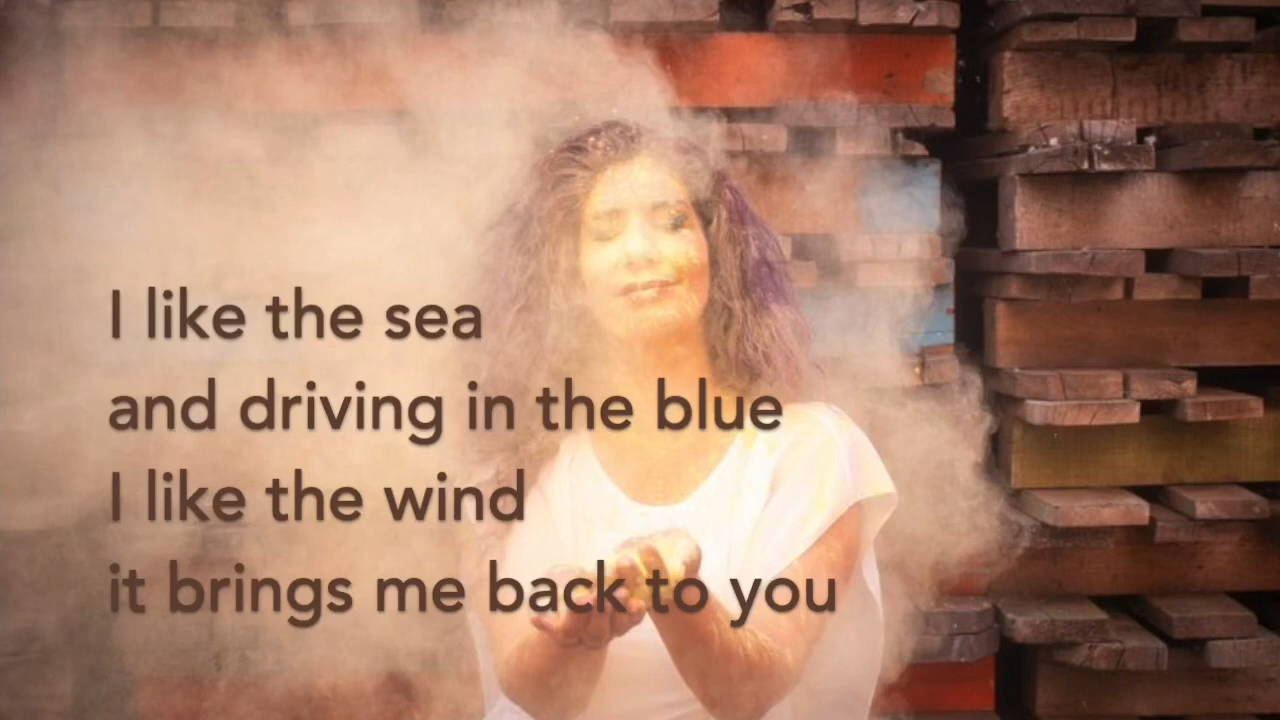 I like the sea
and driving in the blue
I like the wind
it brings me back to you